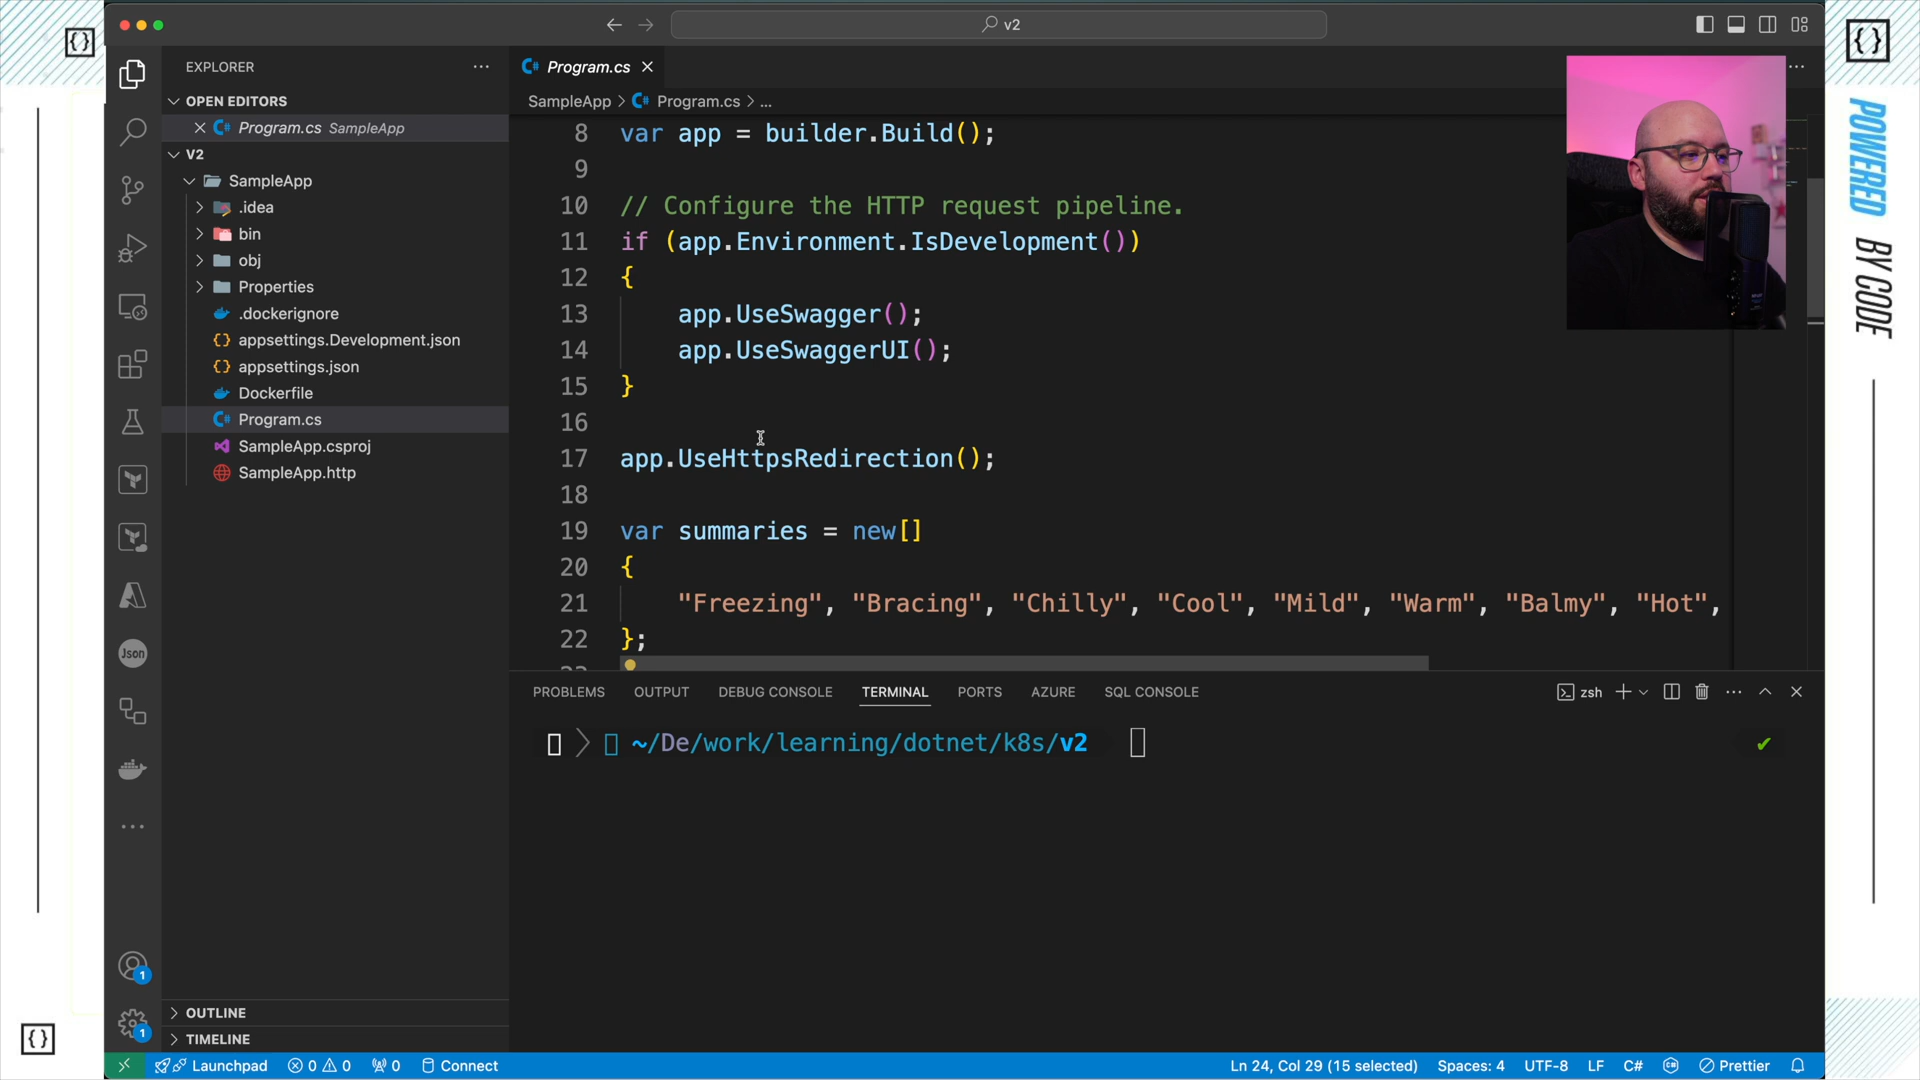 v2
EXPLORER
OPEN EDITORS
Program.cs SampleApp
V2
SampleApp
.idea
bin
obj
Properties
.dockerignore
appsettings.Development.json
appsettings.json
Dockerfile
Program.cs
SampleApp.csproj
SampleApp.http
OUTLINE
TIMELINE
Json
1
1
Program.cs
SampleApp > Program.cs > ...
8 var app = builder.Build();
9
10 // Configure the HTTP request pipeline.
11 if (app.Environment.IsDevelopment())
12 {
13 app.UseSwagger();
14 app.UseSwaggerUI();
15 }
16
17 app.UseHttpsRedirection();
18
19 var summaries = new[]
20 {
21 "Freezing", "Bracing", "Chilly", "Cool", "Mild", "Warm", "Balmy", "Hot",
22 };
PROBLEMS OUTPUT DEBUG CONSOLE TERMINAL PORTS AZURE SQL CONSOLE
zsh
~/De/work/learning/dotnet/k8s/v2
Launchpad 0 0 0 Connect
Ln 24, Col 29 (15 selected) Spaces: 4 UTF-8 LF C# Prettier
{}
{}
{}
POWERED BY CODE